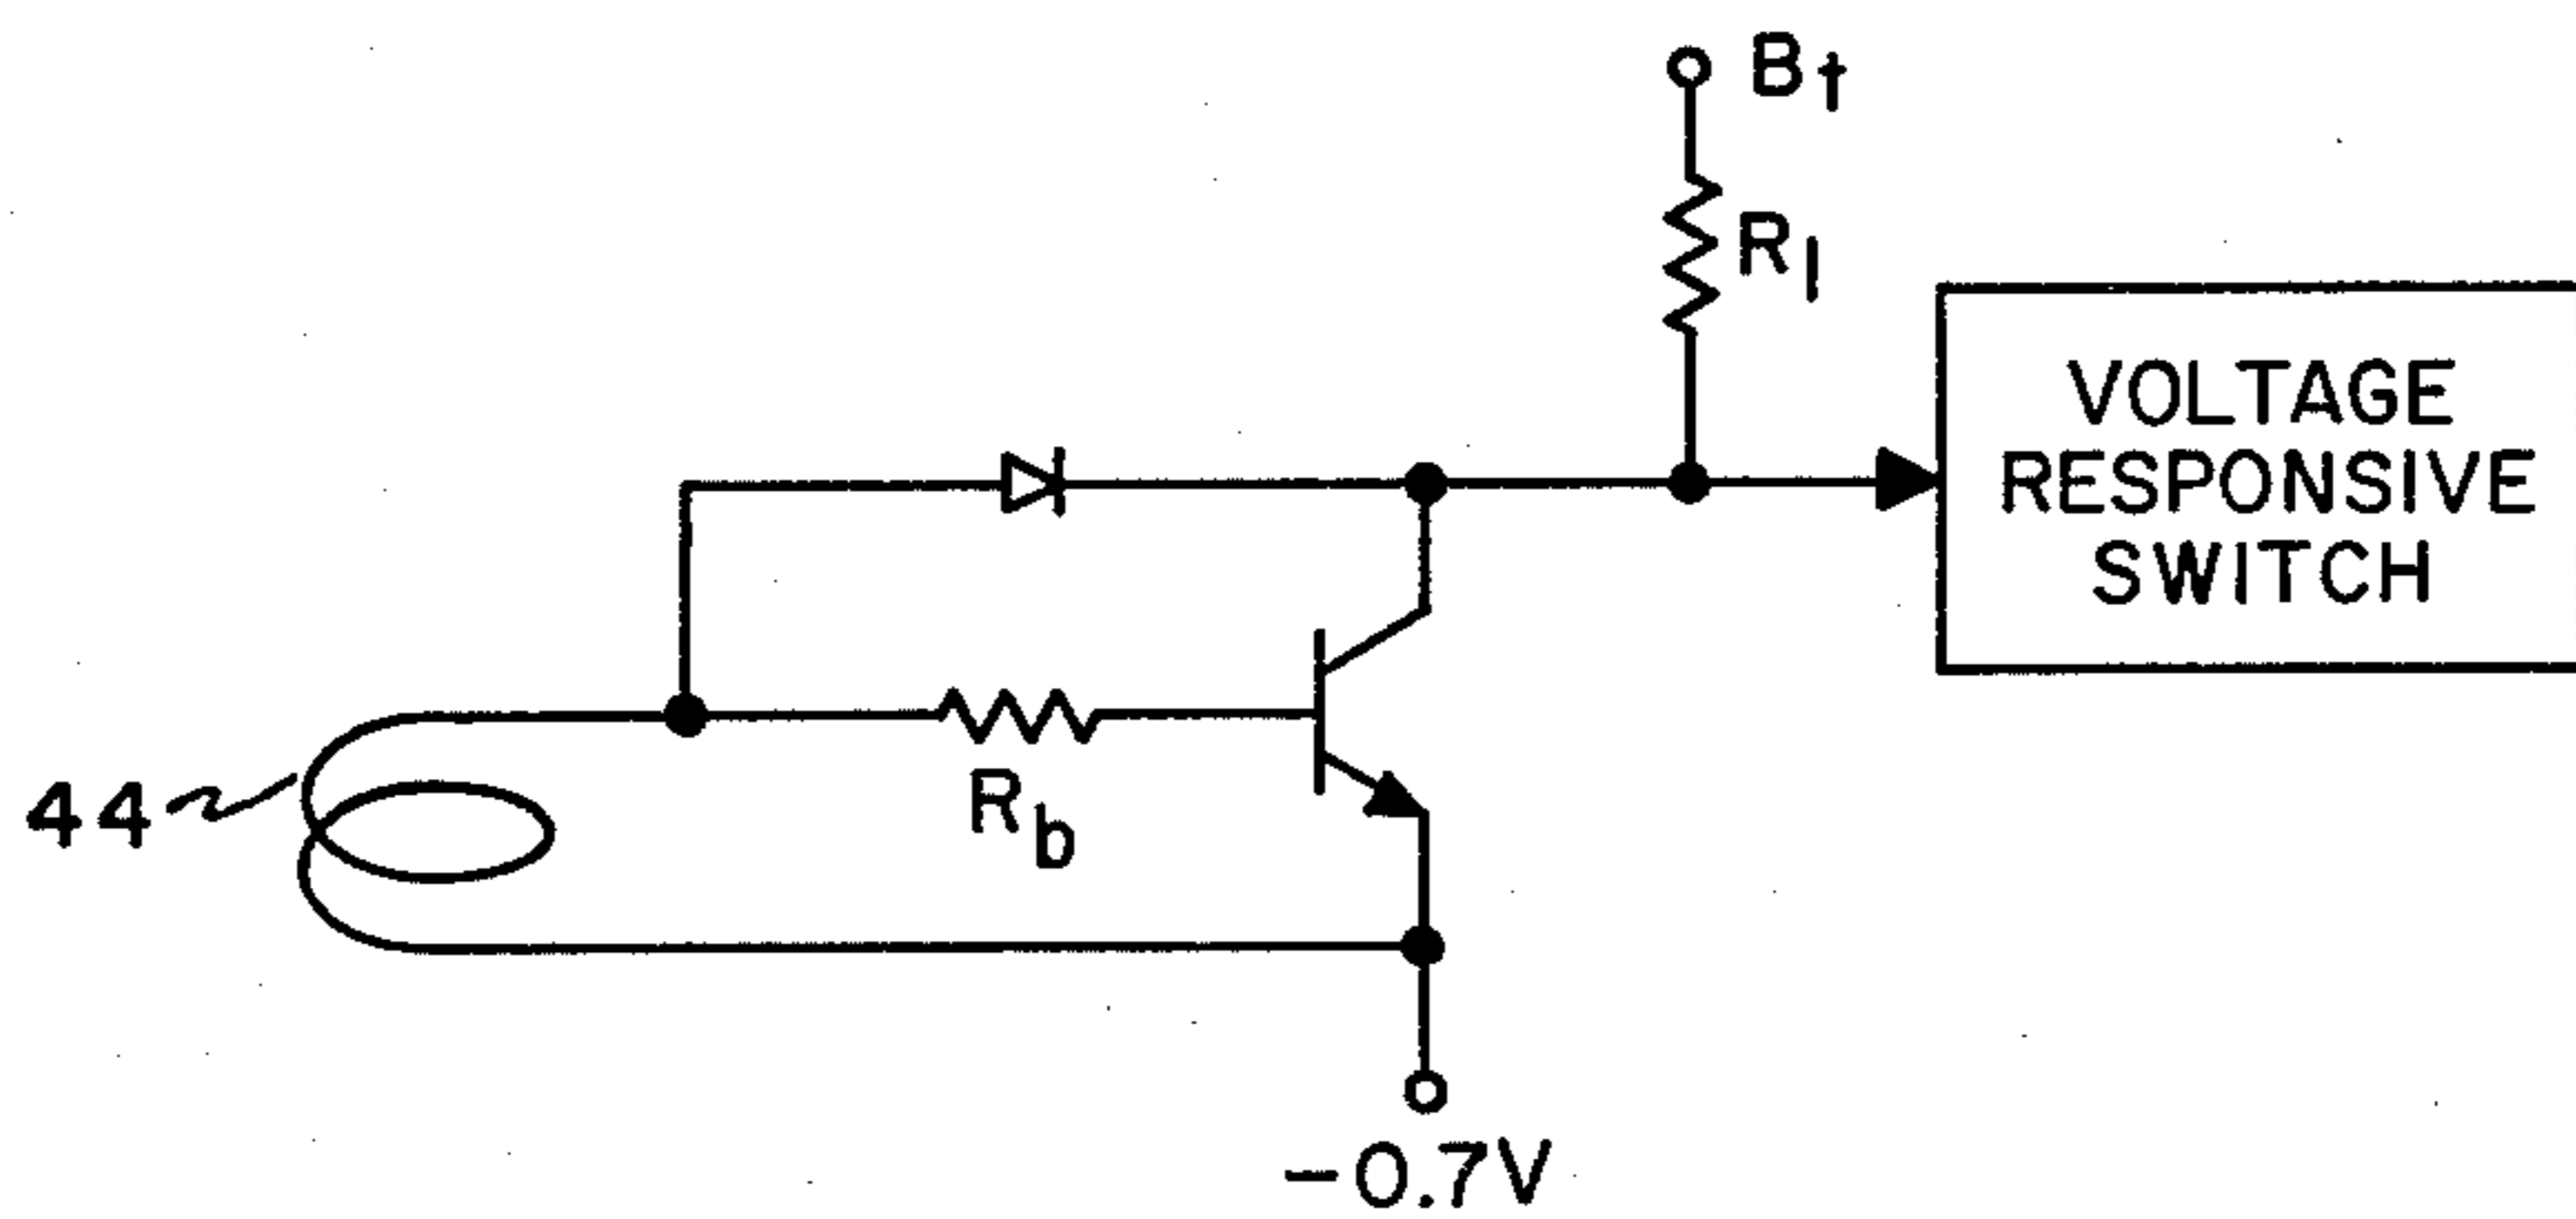 B+
R1
VOLTAGE
RESPONSIVE
SWITCH
Rb
44
-0.7V